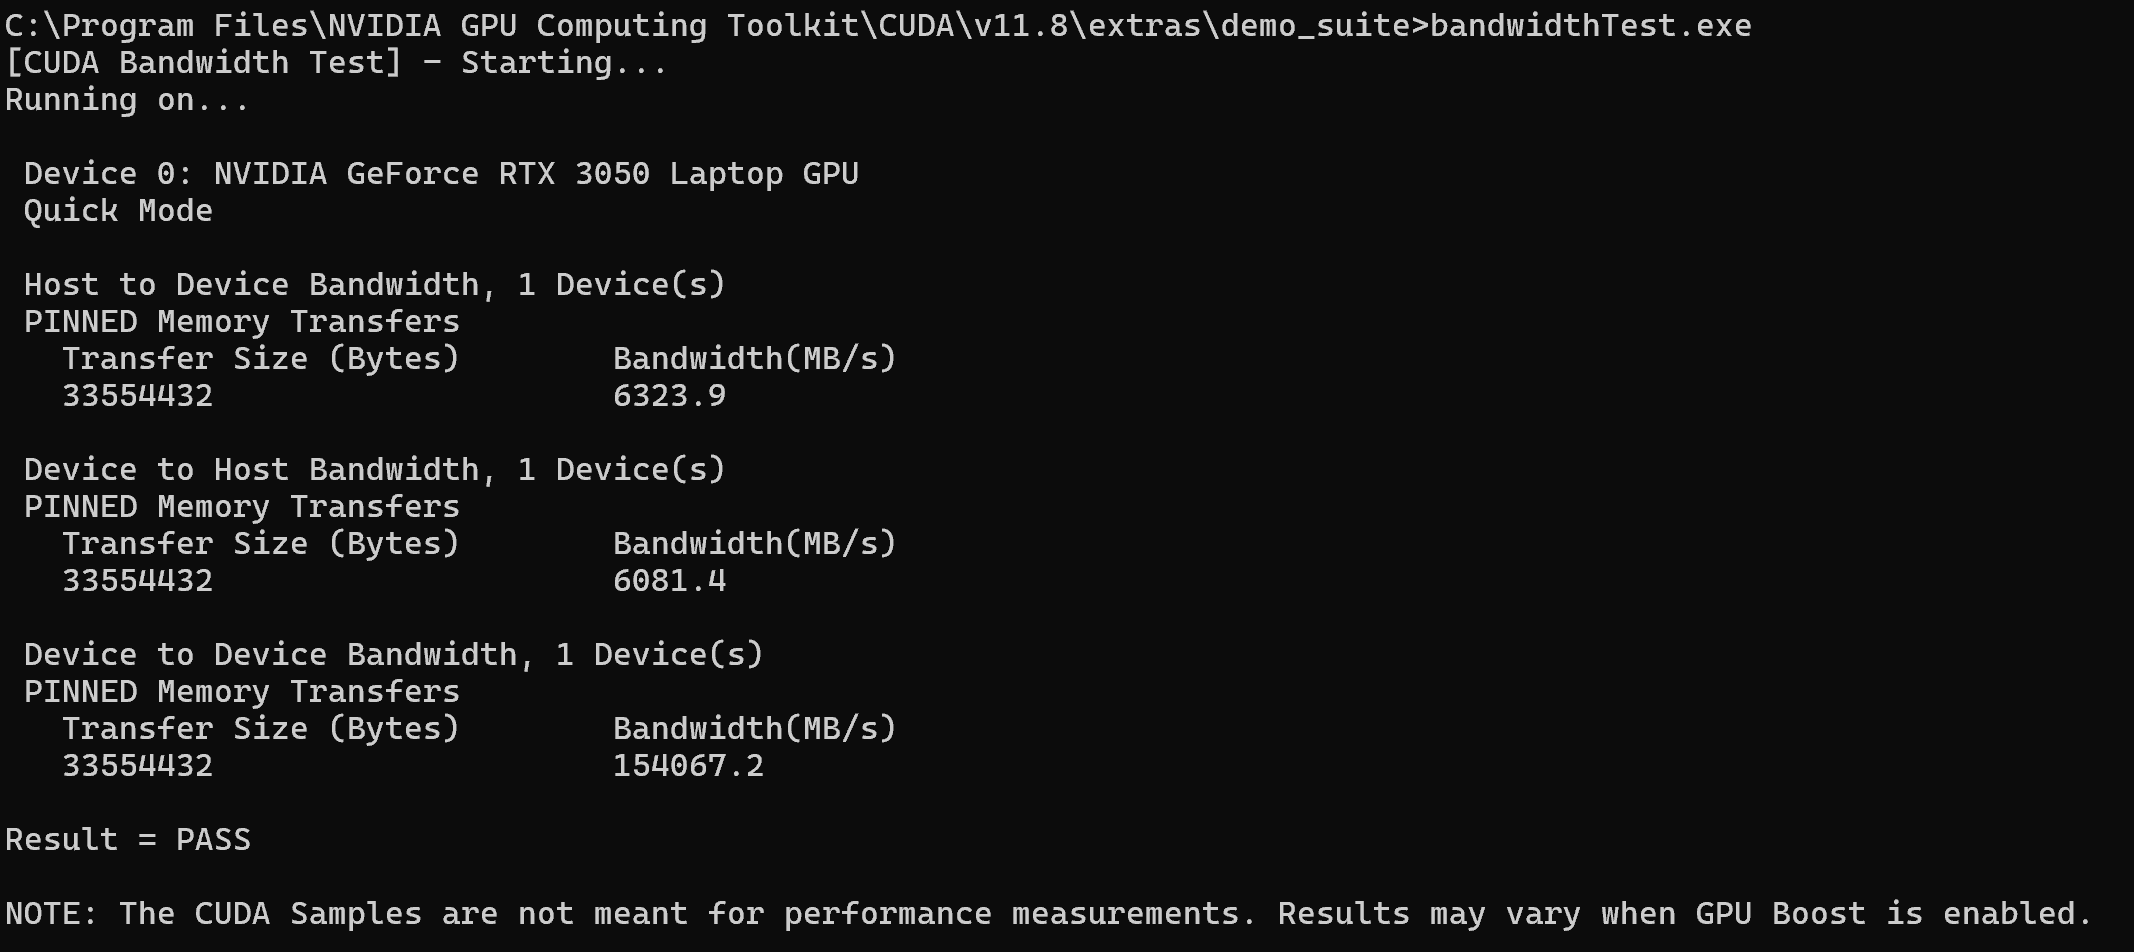 C:\Program Files\NVIDIA GPU Computing Toolkit\CUDA\v11.8\extras\demo_suite>bandwidthTest.exe
[CUDA Bandwidth Test] - Starting...
Running on...
Device 0: NVIDIA GeForce RTX 3050 Laptop GPU
Quick Mode
Host to Device Bandwidth, 1 Device(s)
PINNED Memory Transfers
Transfer Size (Bytes) Bandwidth(MB/s)
33554432 6323.9
Device to Host Bandwidth, 1 Device(s)
PINNED Memory Transfers
Transfer Size (Bytes) Bandwidth(MB/s)
33554432 6081.4
Device to Device Bandwidth, 1 Device(s)
PINNED Memory Transfers
Transfer Size (Bytes) Bandwidth(MB/s)
33554432 154067.2
Result = PASS
NOTE: The CUDA Samples are not meant for performance measurements. Results may vary when GPU Boost is enabled.